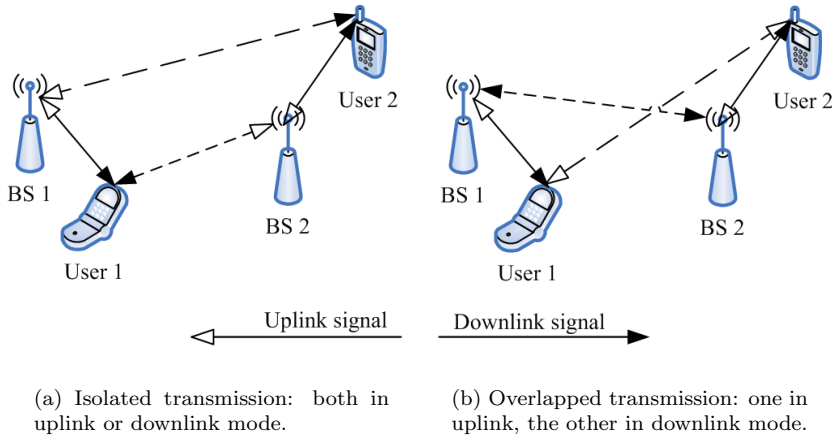 User 2
BS 1
BS 2
User 1
User 2
BS 1
BS 2
User 1
Uplink signal
Downlink signal
(a) Isolated transmission: both in
uplink or downlink mode.
(b) Overlapped transmission: one in
uplink, the other in downlink mode.